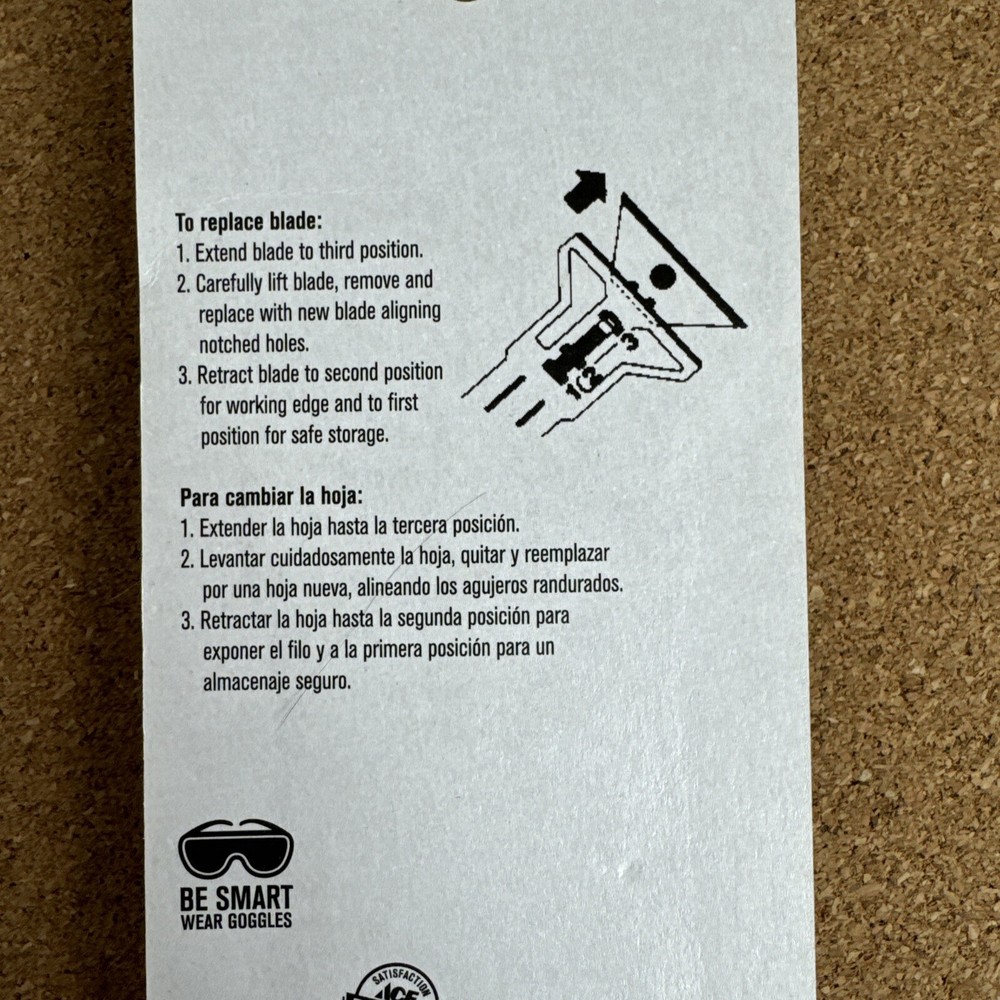 To replace blade:
1. Extend blade to third position.
2. Carefully lift blade, remove and
replace with new blade aligning
notched holes.
3. Retract blade to second position
for working edge and to first
position for safe storage.
3
1 2
Para cambiar la hoja:
1. Extender la hoja hasta la tercera posición.
2. Levantar cuidadosamente la hoja, quitar y reemplazar
por una hoja nueva, alineando los agujeros randurados.
3. Retractar la hoja hasta la segunda posición para
exponer el filo y a la primera posición para un
almacenaje seguro.
BE SMART
WEAR GOGGLES
SATISFACTION
ACE